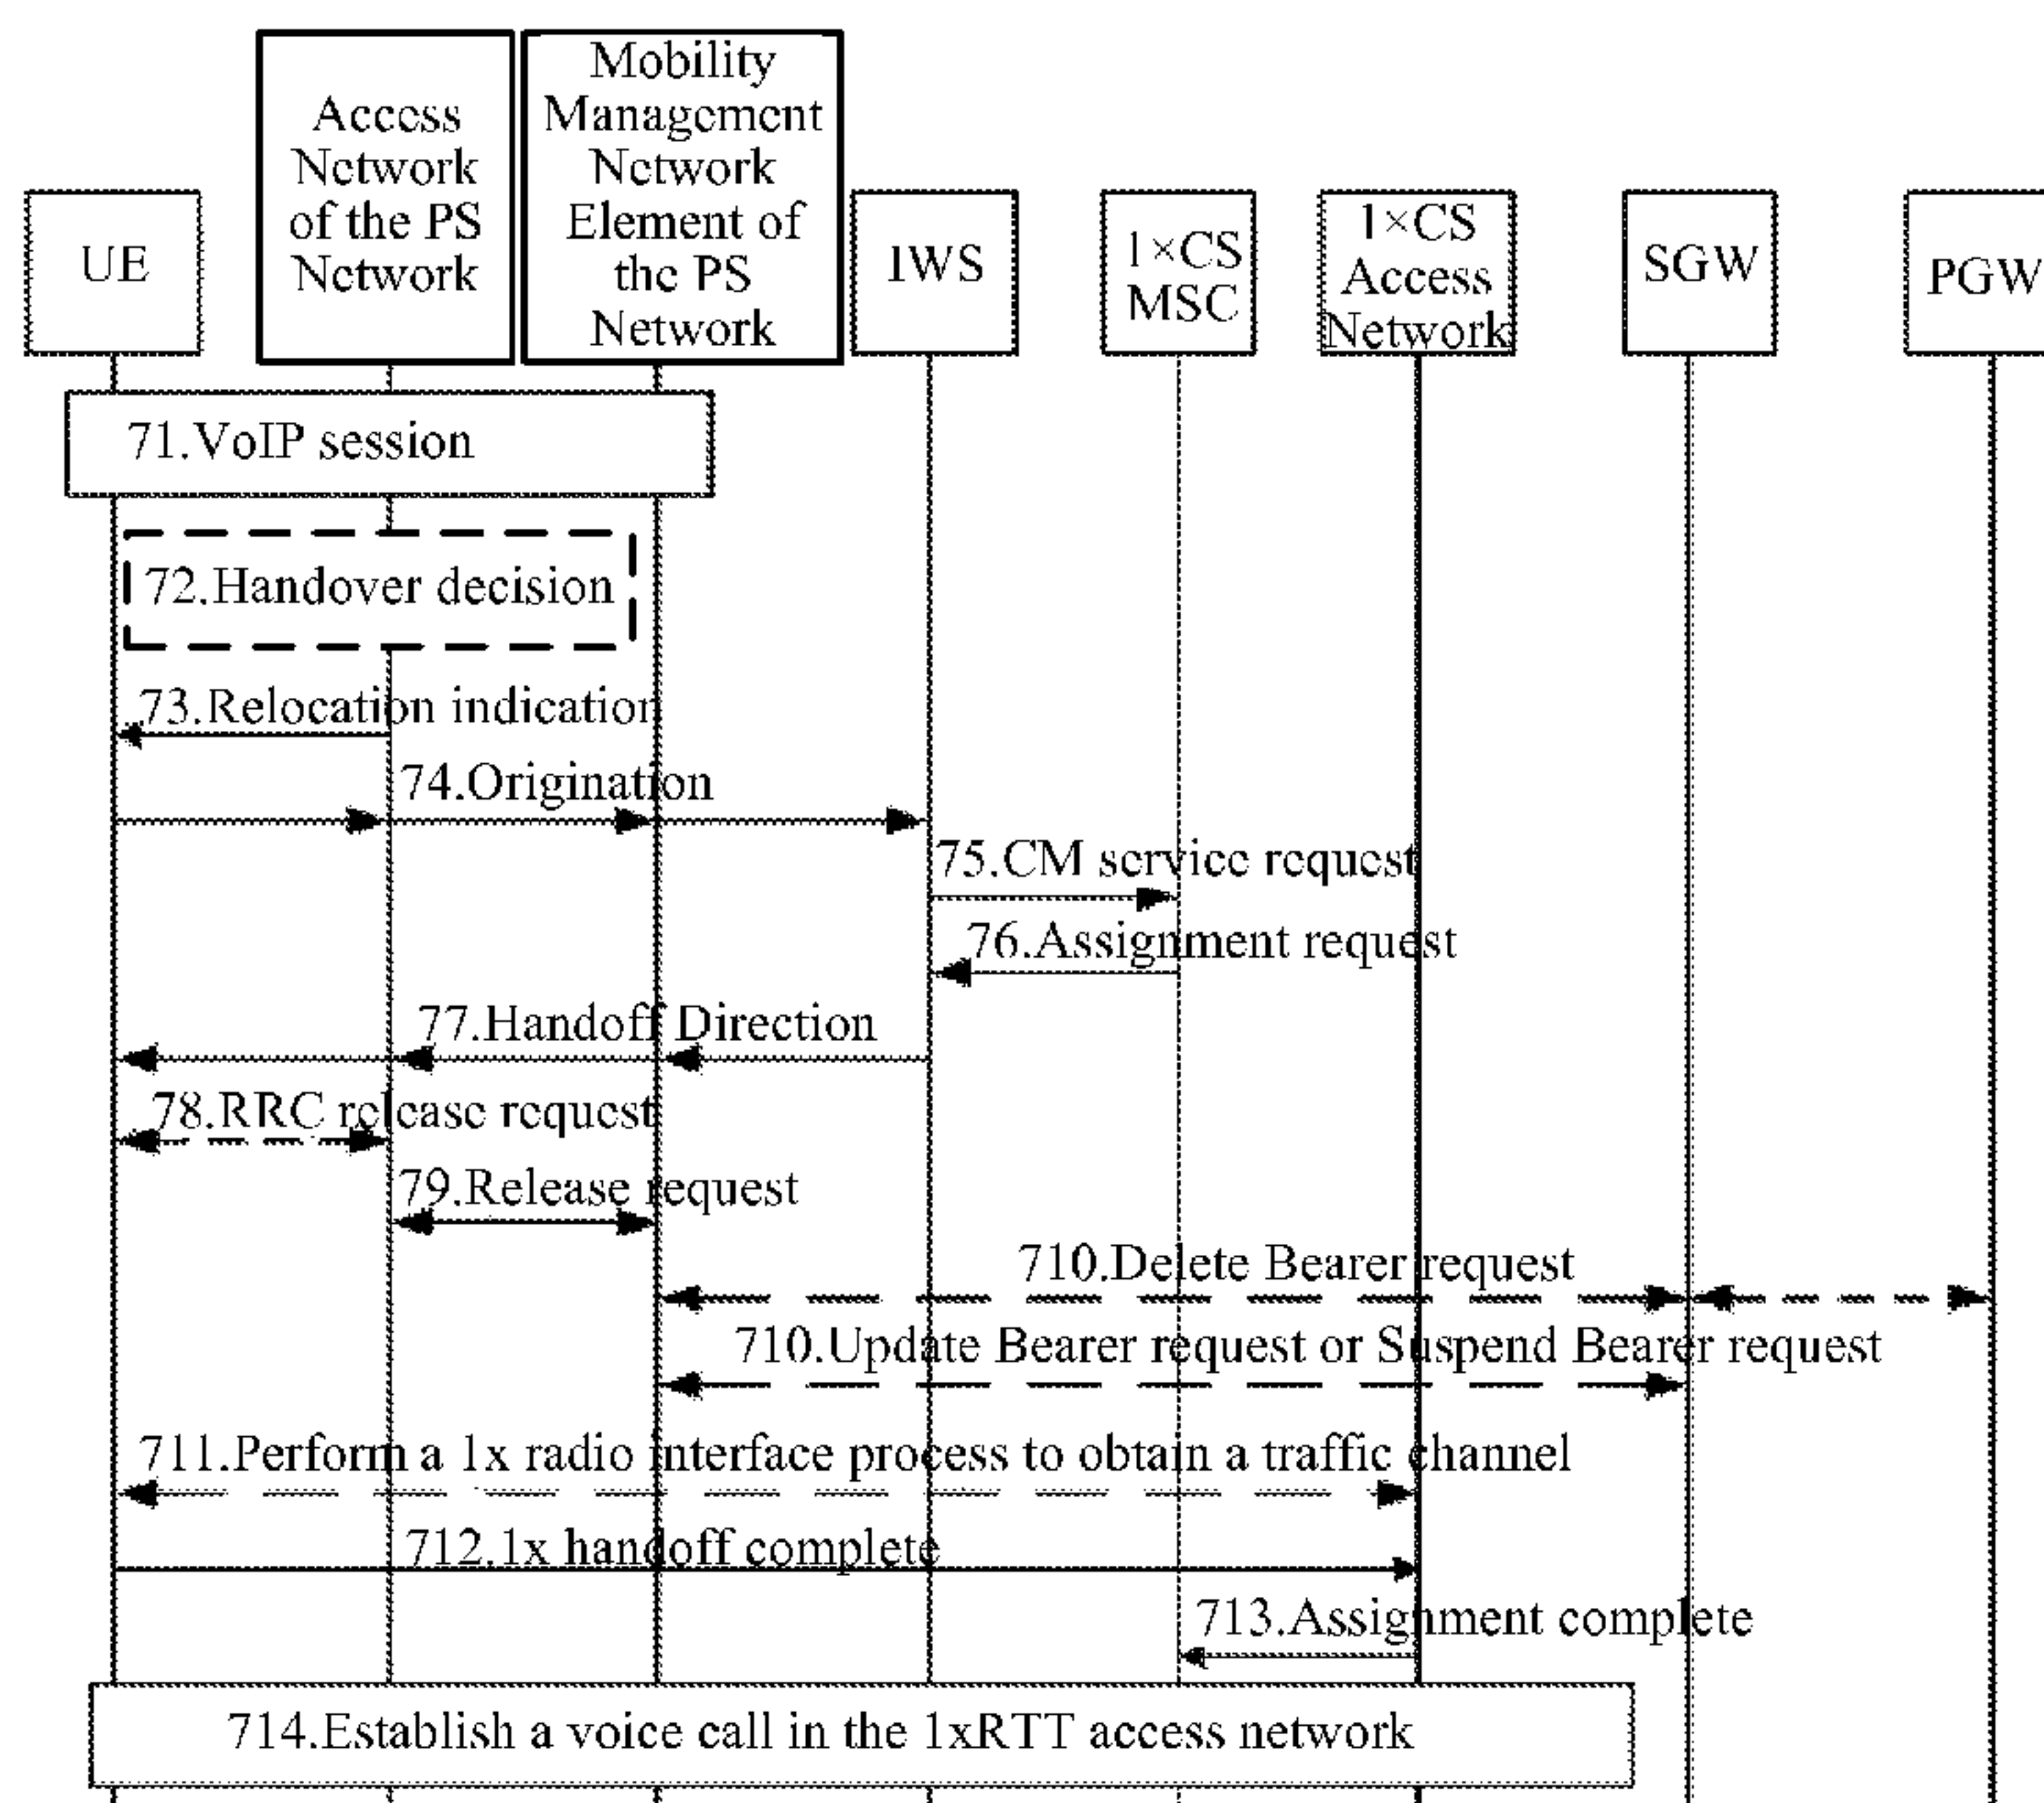 UE
Access
Network
of the PS
Network
Mobility
Management
Network
Element of
the PS
Network
IWS
1×CS
MSC
1×CS
Access
Network
SGW
PGW
71.VoIP session
72.Handover decision
73.Relocation indication
74.Origination
75.CM service request
76.Assignment request
77.Handoff Direction
78.RRC release request
79.Release request
710.Delete Bearer request
710.Update Bearer request or Suspend Bearer request
711.Perform a 1x radio interface process to obtain a traffic channel
712.1x handoff complete
713.Assignment complete
714.Establish a voice call in the 1xRTT access network